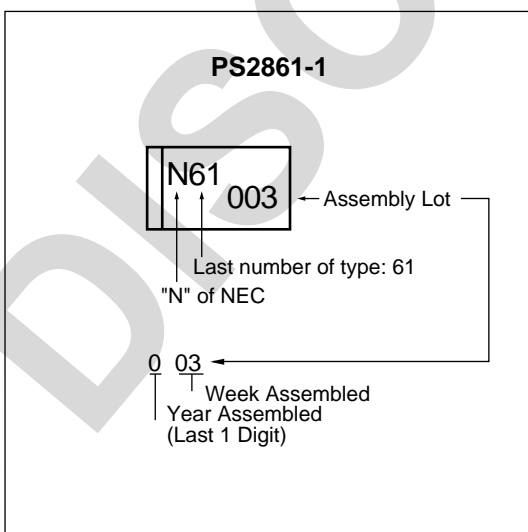 PS2861-1
N61
003
Assembly Lot
Last number of type: 61
"N" of NEC
0 03
Week Assembled
Year Assembled
(Last 1 Digit)
DISC